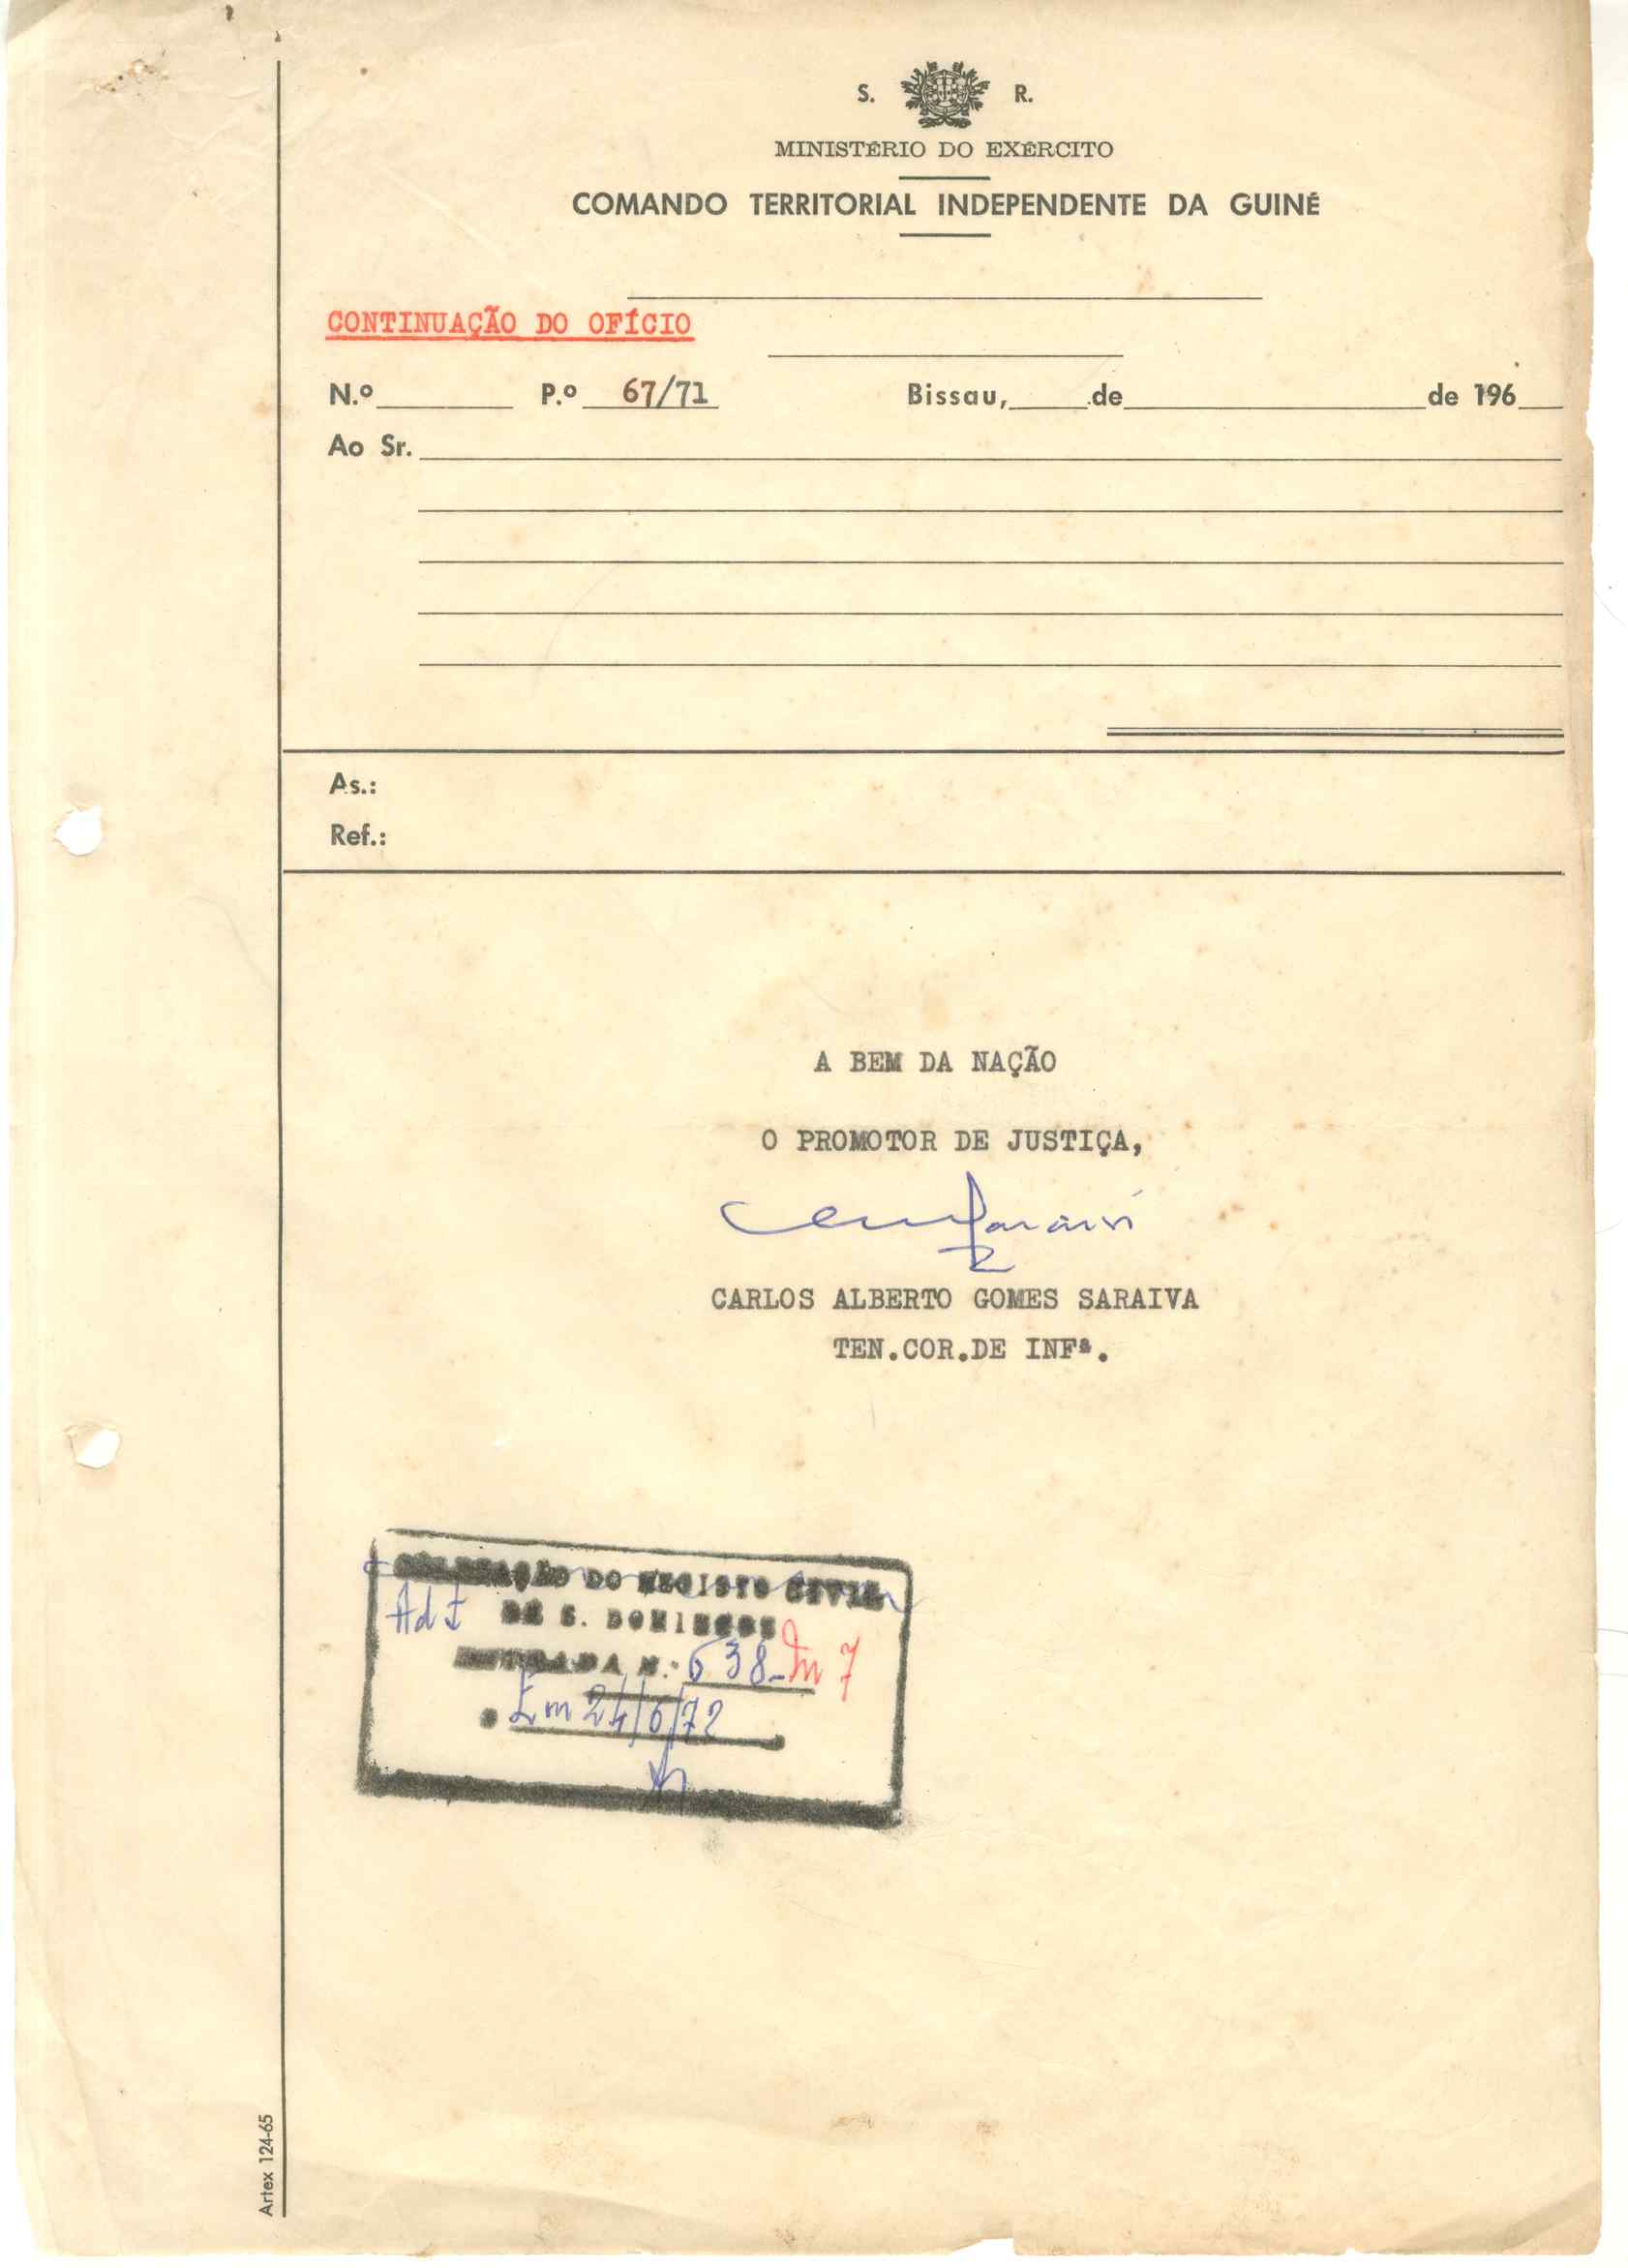 S. R.
MINISTÉRIO DO EXÉRCITO
COMANDO TERRITORIAL INDEPENDENTE DA GUINÉ
CONTINUAÇÃO DO OFÍCIO
N.º P.º 67/71 Bissau, de de 196
Ao Sr.
As.:
Ref.:
A BEM DA NAÇÃO
O PROMOTOR DE JUSTIÇA,
CARLOS ALBERTO GOMES SARAIVA
TEN.COR.DE INFª.
DELEGAÇÃO DO REGISTO CIVIL
DE S. DOMINGOS
ENTRADA N.º 638
Em 24/6/72
Artex 124-65